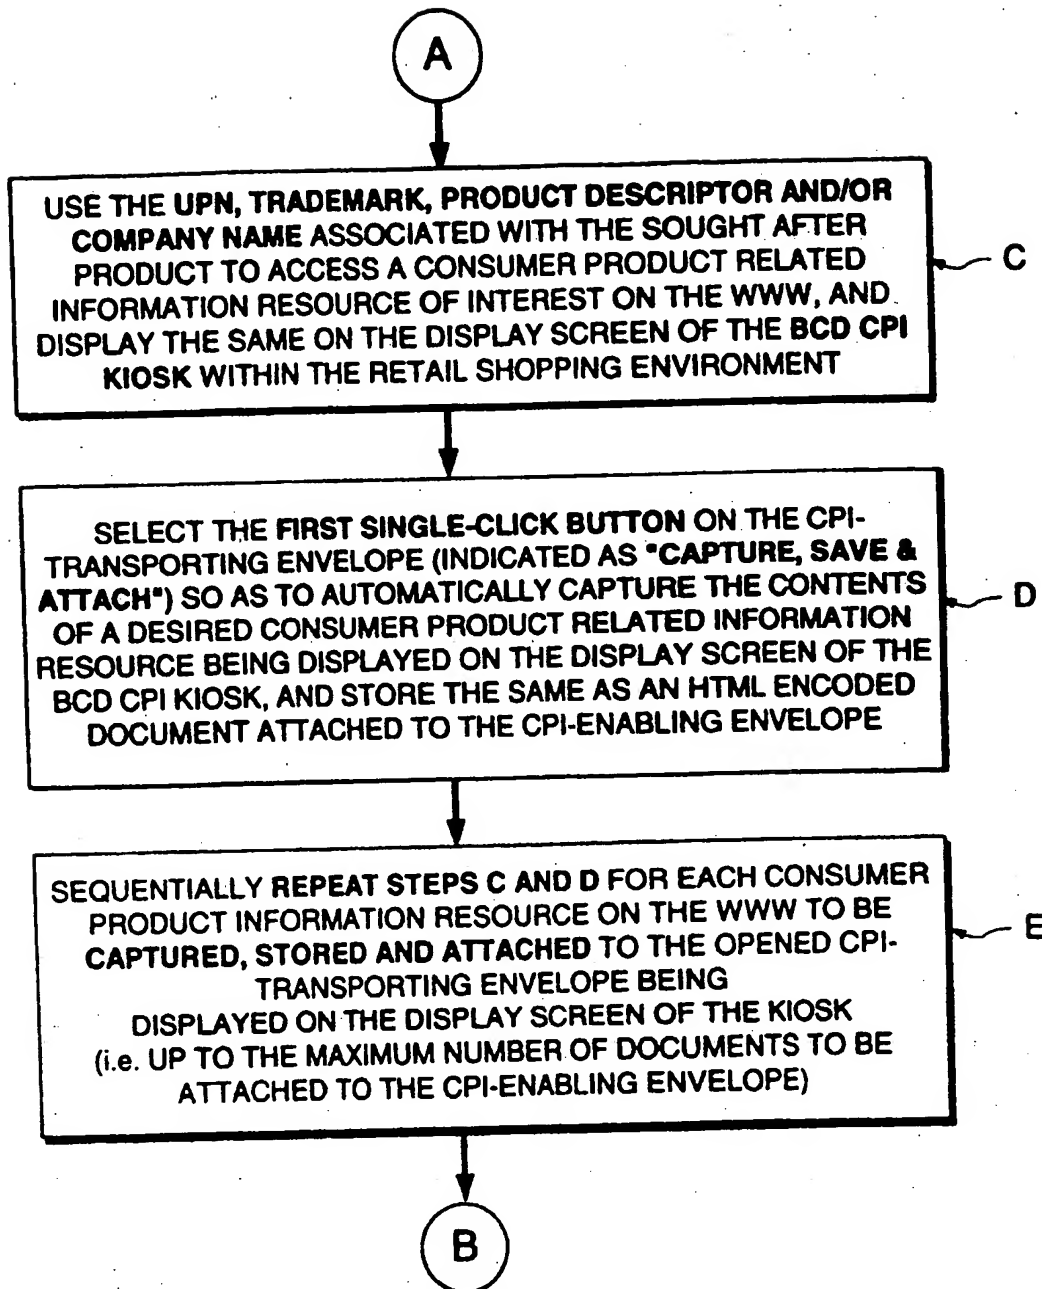 A
USE THE UPN, TRADEMARK, PRODUCT DESCRIPTOR AND/OR
COMPANY NAME ASSOCIATED WITH THE SOUGHT AFTER
PRODUCT TO ACCESS A CONSUMER PRODUCT RELATED
INFORMATION RESOURCE OF INTEREST ON THE WWW, AND
DISPLAY THE SAME ON THE DISPLAY SCREEN OF THE BCD CPI
KIOSK WITHIN THE RETAIL SHOPPING ENVIRONMENT
C
SELECT THE FIRST SINGLE-CLICK BUTTON ON THE CPI-
TRANSPORTING ENVELOPE (INDICATED AS "CAPTURE, SAVE &
ATTACH") SO AS TO AUTOMATICALLY CAPTURE THE CONTENTS
OF A DESIRED CONSUMER PRODUCT RELATED INFORMATION
RESOURCE BEING DISPLAYED ON THE DISPLAY SCREEN OF THE
BCD CPI KIOSK, AND STORE THE SAME AS AN HTML ENCODED
DOCUMENT ATTACHED TO THE CPI-ENABLING ENVELOPE
D
SEQUENTIALLY REPEAT STEPS C AND D FOR EACH CONSUMER
PRODUCT INFORMATION RESOURCE ON THE WWW TO BE
CAPTURED, STORED AND ATTACHED TO THE OPENED CPI-
TRANSPORTING ENVELOPE BEING
DISPLAYED ON THE DISPLAY SCREEN OF THE KIOSK
(i.e. UP TO THE MAXIMUM NUMBER OF DOCUMENTS TO BE
ATTACHED TO THE CPI-ENABLING ENVELOPE)
E
B